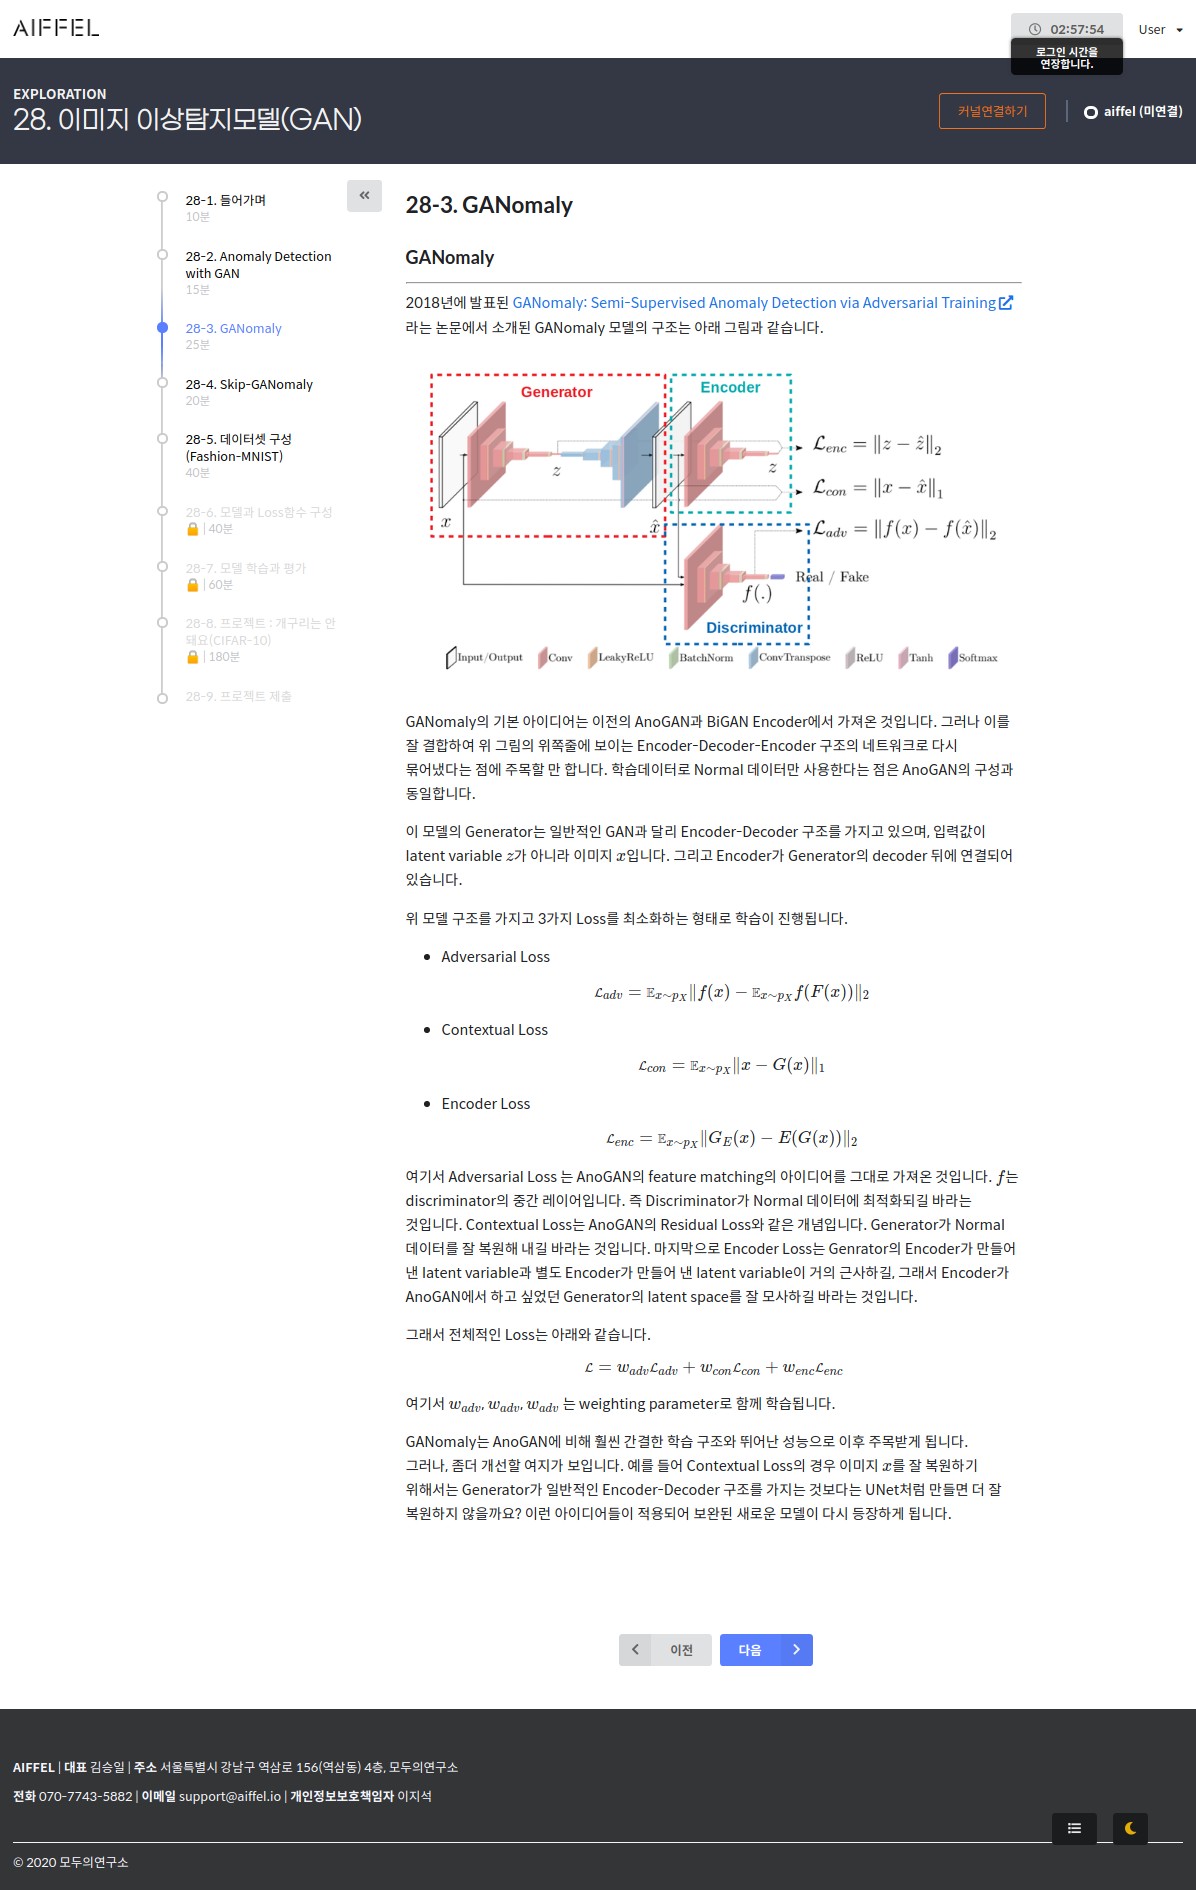 AIFFEL
02:57:54
User
로그인 시간을
연장합니다.
EXPLORATION
28. 이미지 이상탐지모델(GAN)
커널연결하기
aiffel (미연결)
28-1. 들어가며
10분
28-2. Anomaly Detection
with GAN
15분
28-3. GANomaly
25분
28-4. Skip-GANomaly
20분
28-5. 데이터셋 구성
(Fashion-MNIST)
40분
28-6. 모델과 Loss함수 구성
🔒 | 40분
28-7. 모델 학습과 평가
🔒 | 60분
28-8. 프로젝트 : 개구리는 안
돼요(CIFAR-10)
🔒 | 180분
28-9. 프로젝트 제출
28-3. GANomaly
GANomaly
2018년에 발표된 GANomaly: Semi-Supervised Anomaly Detection via Adversarial Training
라는 논문에서 소개된 GANomaly 모델의 구조는 아래 그림과 같습니다.
Generator
Encoder
z
z
x
x̂
ℒ_enc = ‖z − ẑ‖₂
ℒ_con = ‖x − x̂‖₁
ℒ_adv = ‖f(x) − f(x̂)‖₂
Real / Fake
f(.)
Discriminator
Input/Output Conv LeakyReLU BatchNorm ConvTranspose ReLU Tanh Softmax
GANomaly의 기본 아이디어는 이전의 AnoGAN과 BiGAN Encoder에서 가져온 것입니다. 그러나 이를
잘 결합하여 위 그림의 위쪽줄에 보이는 Encoder-Decoder-Encoder 구조의 네트워크로 다시
묶어냈다는 점에 주목할 만 합니다. 학습데이터로 Normal 데이터만 사용한다는 점은 AnoGAN의 구성과
동일합니다.
이 모델의 Generator는 일반적인 GAN과 달리 Encoder-Decoder 구조를 가지고 있으며, 입력값이
latent variable z가 아니라 이미지 x입니다. 그리고 Encoder가 Generator의 decoder 뒤에 연결되어
있습니다.
위 모델 구조를 가지고 3가지 Loss를 최소화하는 형태로 학습이 진행됩니다.
• Adversarial Loss
ℒ_adv = 𝔼_{x∼p_X}‖f(x) − 𝔼_{x∼p_X}f(F(x))‖₂
• Contextual Loss
ℒ_con = 𝔼_{x∼p_X}‖x − G(x)‖₁
• Encoder Loss
ℒ_enc = 𝔼_{x∼p_X}‖G_E(x) − E(G(x))‖₂
여기서 Adversarial Loss 는 AnoGAN의 feature matching의 아이디어를 그대로 가져온 것입니다. f는
discriminator의 중간 레이어입니다. 즉 Discriminator가 Normal 데이터에 최적화되길 바라는
것입니다. Contextual Loss는 AnoGAN의 Residual Loss와 같은 개념입니다. Generator가 Normal
데이터를 잘 복원해 내길 바라는 것입니다. 마지막으로 Encoder Loss는 Genrator의 Encoder가 만들어
낸 latent variable과 별도 Encoder가 만들어 낸 latent variable이 거의 근사하길, 그래서 Encoder가
AnoGAN에서 하고 싶었던 Generator의 latent space를 잘 모사하길 바라는 것입니다.
그래서 전체적인 Loss는 아래와 같습니다.
ℒ = w_adv ℒ_adv + w_con ℒ_con + w_enc ℒ_enc
여기서 w_adv, w_adv, w_adv 는 weighting parameter로 함께 학습됩니다.
GANomaly는 AnoGAN에 비해 훨씬 간결한 학습 구조와 뛰어난 성능으로 이후 주목받게 됩니다.
그러나, 좀더 개선할 여지가 보입니다. 예를 들어 Contextual Loss의 경우 이미지 x를 잘 복원하기
위해서는 Generator가 일반적인 Encoder-Decoder 구조를 가지는 것보다는 UNet처럼 만들면 더 잘
복원하지 않을까요? 이런 아이디어들이 적용되어 보완된 새로운 모델이 다시 등장하게 됩니다.
이전
다음
AIFFEL | 대표 김승일 | 주소 서울특별시 강남구 역삼로 156(역삼동) 4층, 모두의연구소
전화 070-7743-5882 | 이메일 support@aiffel.io | 개인정보보호책임자 이지석
© 2020 모두의연구소